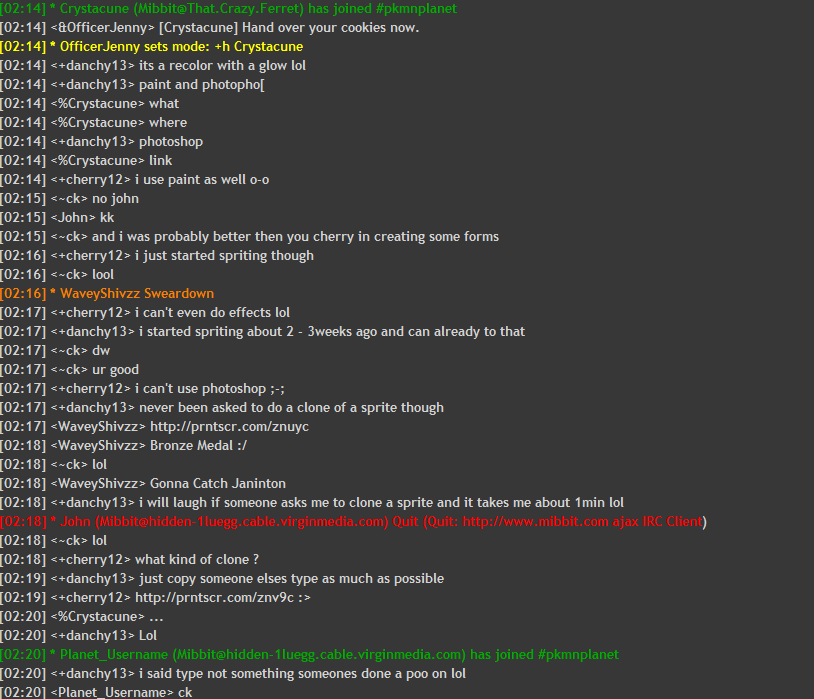 [02:14] * Crystacune (Mibbit@That.Crazy.Ferret) has joined #pkmnplanet
[02:14] <&OfficerJenny> [Crystacune] Hand over your cookies now.
[02:14] * OfficerJenny sets mode: +h Crystacune
[02:14] <+danchy13> its a recolor with a glow lol
[02:14] <+danchy13> paint and photopho[
[02:14] <%Crystacune> what
[02:14] <%Crystacune> where
[02:14] <+danchy13> photoshop
[02:14] <%Crystacune> link
[02:14] <+cherry12> i use paint as well o-o
[02:15] <~ck> no john
[02:15] <John> kk
[02:15] <~ck> and i was probably better then you cherry in creating some forms
[02:16] <+cherry12> i just started spriting though
[02:16] <~ck> lool
[02:16] * WaveyShivzz Sweardown
[02:17] <+cherry12> i can't even do effects lol
[02:17] <+danchy13> i started spriting about 2 - 3weeks ago and can already to that
[02:17] <~ck> dw
[02:17] <~ck> ur good
[02:17] <+cherry12> i can't use photoshop ;-;
[02:17] <+danchy13> never been asked to do a clone of a sprite though
[02:17] <WaveyShivzz> http://prntscr.com/znuyc
[02:18] <WaveyShivzz> Bronze Medal :/
[02:18] <~ck> lol
[02:18] <WaveyShivzz> Gonna Catch Janinton
[02:18] <+danchy13> i will laugh if someone asks me to clone a sprite and it takes me about 1min lol
[02:18] * John (Mibbit@hidden-1luegg.cable.virginmedia.com) Quit (Quit: http://www.mibbit.com ajax IRC Client)
[02:18] <~ck> lol
[02:18] <+cherry12> what kind of clone ?
[02:19] <+danchy13> just copy someone elses type as much as possible
[02:19] <+cherry12> http://prntscr.com/znv9c :>
[02:20] <%Crystacune> ...
[02:20] <+danchy13> Lol
[02:20] * Planet_Username (Mibbit@hidden-1luegg.cable.virginmedia.com) has joined #pkmnplanet
[02:20] <+danchy13> i said type not something someones done a poo on lol
[02:20] <Planet_Username> ck